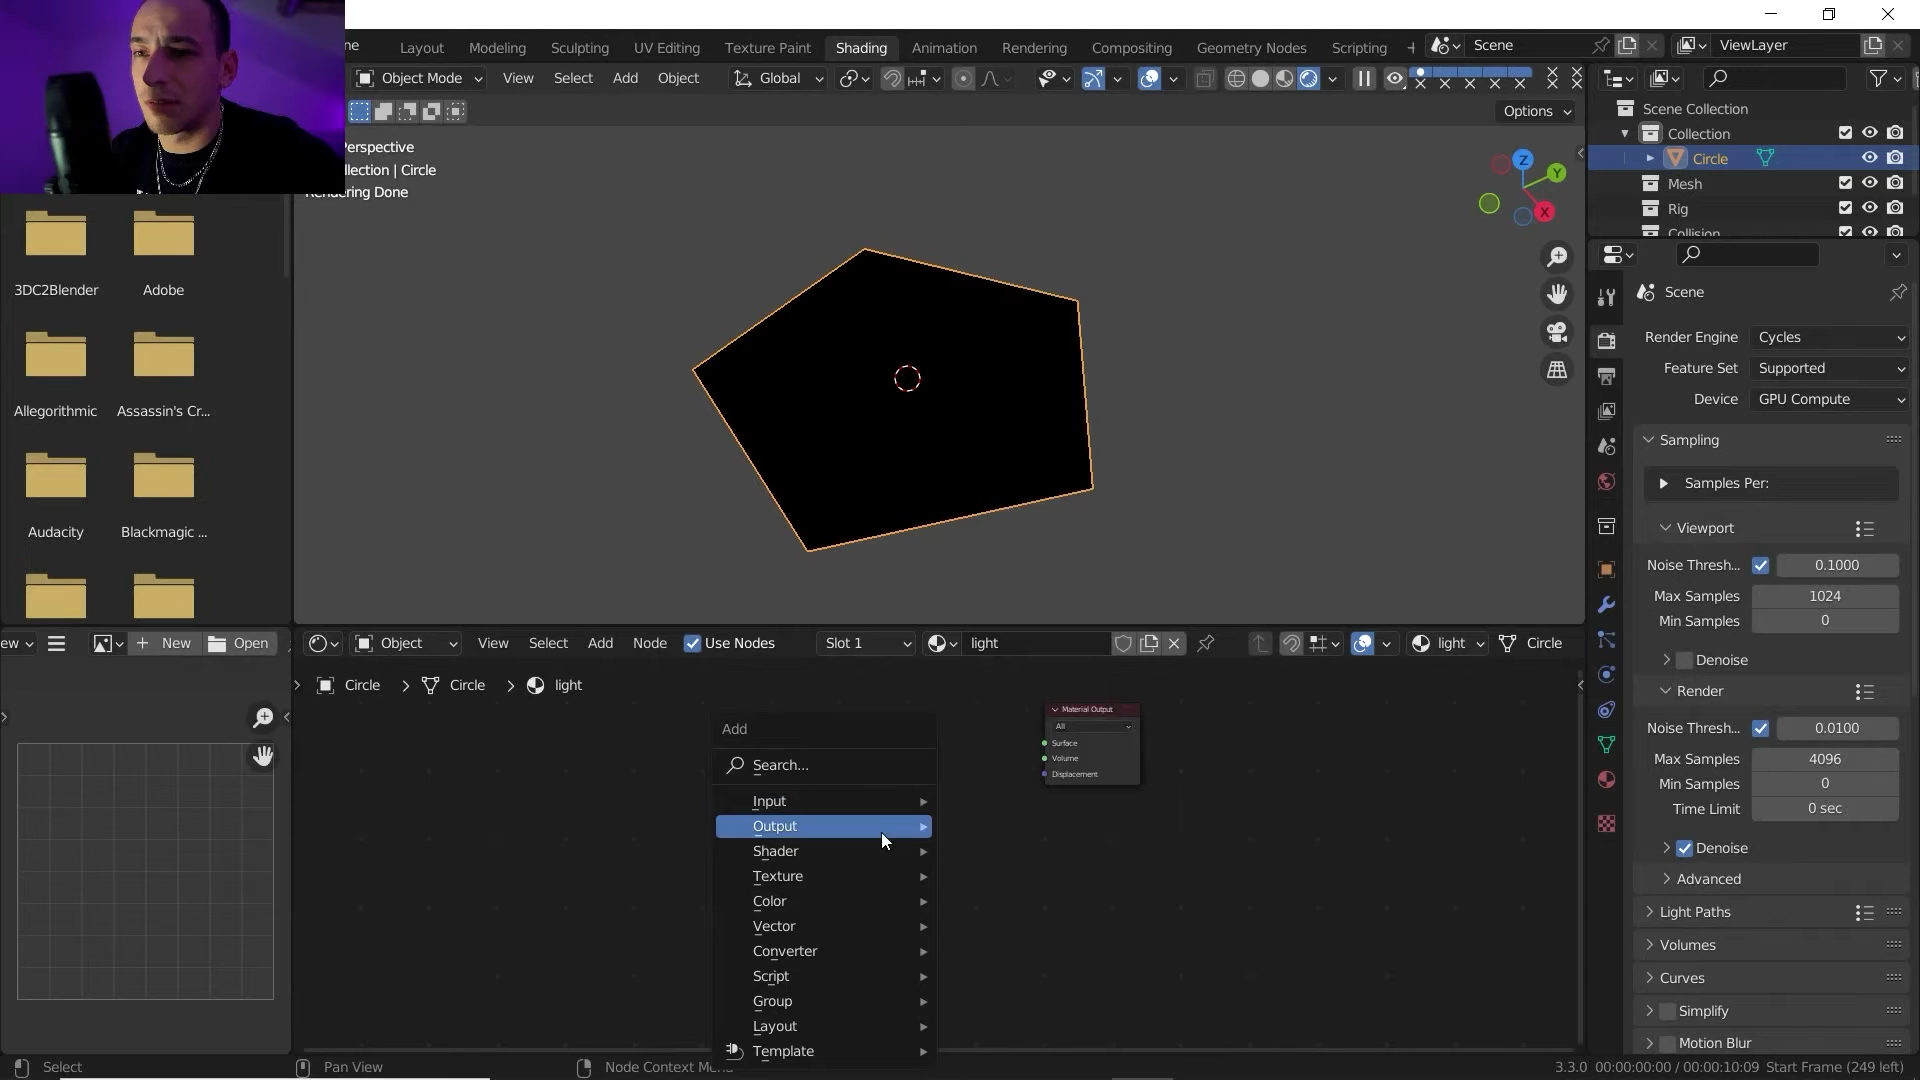 ne
Layout
Modeling
Sculpting
UV Editing
Texture Paint
Shading
Animation
Rendering
Compositing
Geometry Nodes
Scripting
+
Scene
ViewLayer
Object Mode
View
Select
Add
Object
Global
Options
Perspective
llection | Circle
Rendering Done
Z
Y
X
Scene Collection
Collection
Circle
Mesh
Rig
Collision
3DC2Blender
Adobe
Allegorithmic
Assassin's Cr...
Audacity
Blackmagic ...
Scene
Render Engine
Cycles
Feature Set
Supported
Device
GPU Compute
Sampling
Samples Per:
Viewport
Noise Thresh...
0.1000
Max Samples
1024
Min Samples
0
Denoise
Render
Noise Thresh...
0.0100
Max Samples
4096
Min Samples
0
Time Limit
0 sec
Denoise
Advanced
Light Paths
Volumes
Curves
Simplify
Motion Blur
ew
New
Open
Object
View
Select
Add
Node
Use Nodes
Slot 1
light
light
Circle
Circle
Circle
light
Material Output
All
Surface
Volume
Displacement
Add
Search...
Input
Output
Shader
Texture
Color
Vector
Converter
Script
Group
Layout
Template
Select
Pan View
Node Context Menu
3.3.0
00:00:00:00 / 00:00:10:09
Start Frame (249 left)